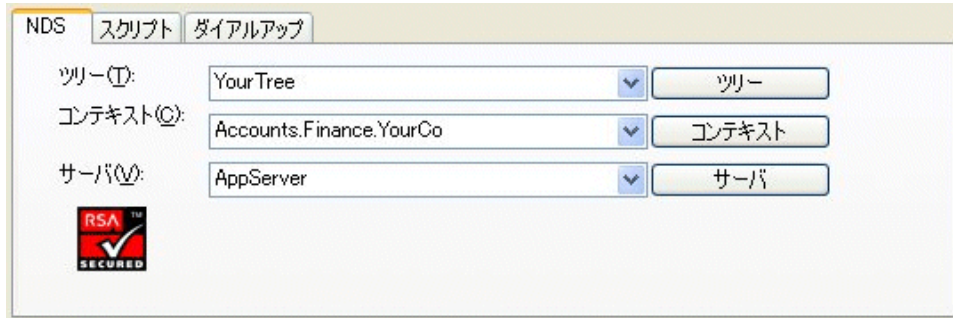 NDS スクリプト ダイアルアップ
ツリー(T): YourTree ツリー
コンテキスト(C): Accounts.Finance.YourCo コンテキスト
サーバ(V): AppServer サーバ
RSA ™
SECURED